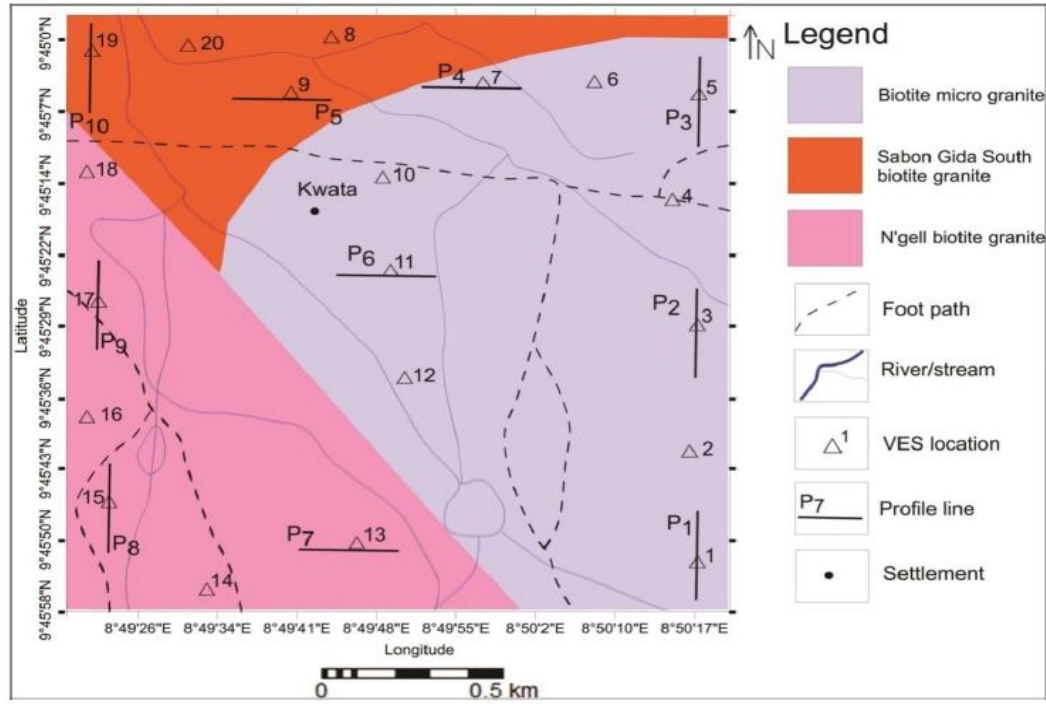 9°45'0"N
9°45'7"N
9°45'14"N
9°45'22"N
9°45'29"N
9°45'36"N
9°45'43"N
9°45'50"N
9°45'58"N
Latitude
19
20
8
9
P4
7
6
5
P5
P3
P10
18
10
4
Kwata
P6
11
P2
3
17
P9
12
16
2
15
P8
P7
13
P1
1
14
8°49'26"E
8°49'34"E
8°49'41"E
8°49'48"E
8°49'55"E
8°50'2"E
8°50'10"E
8°50'17"E
Longitude
0
0.5 km
N
Legend
Biotite micro granite
Sabon Gida South
biotite granite
N'gell biotite granite
Foot path
River/stream
1
VES location
P7
Profile line
Settlement